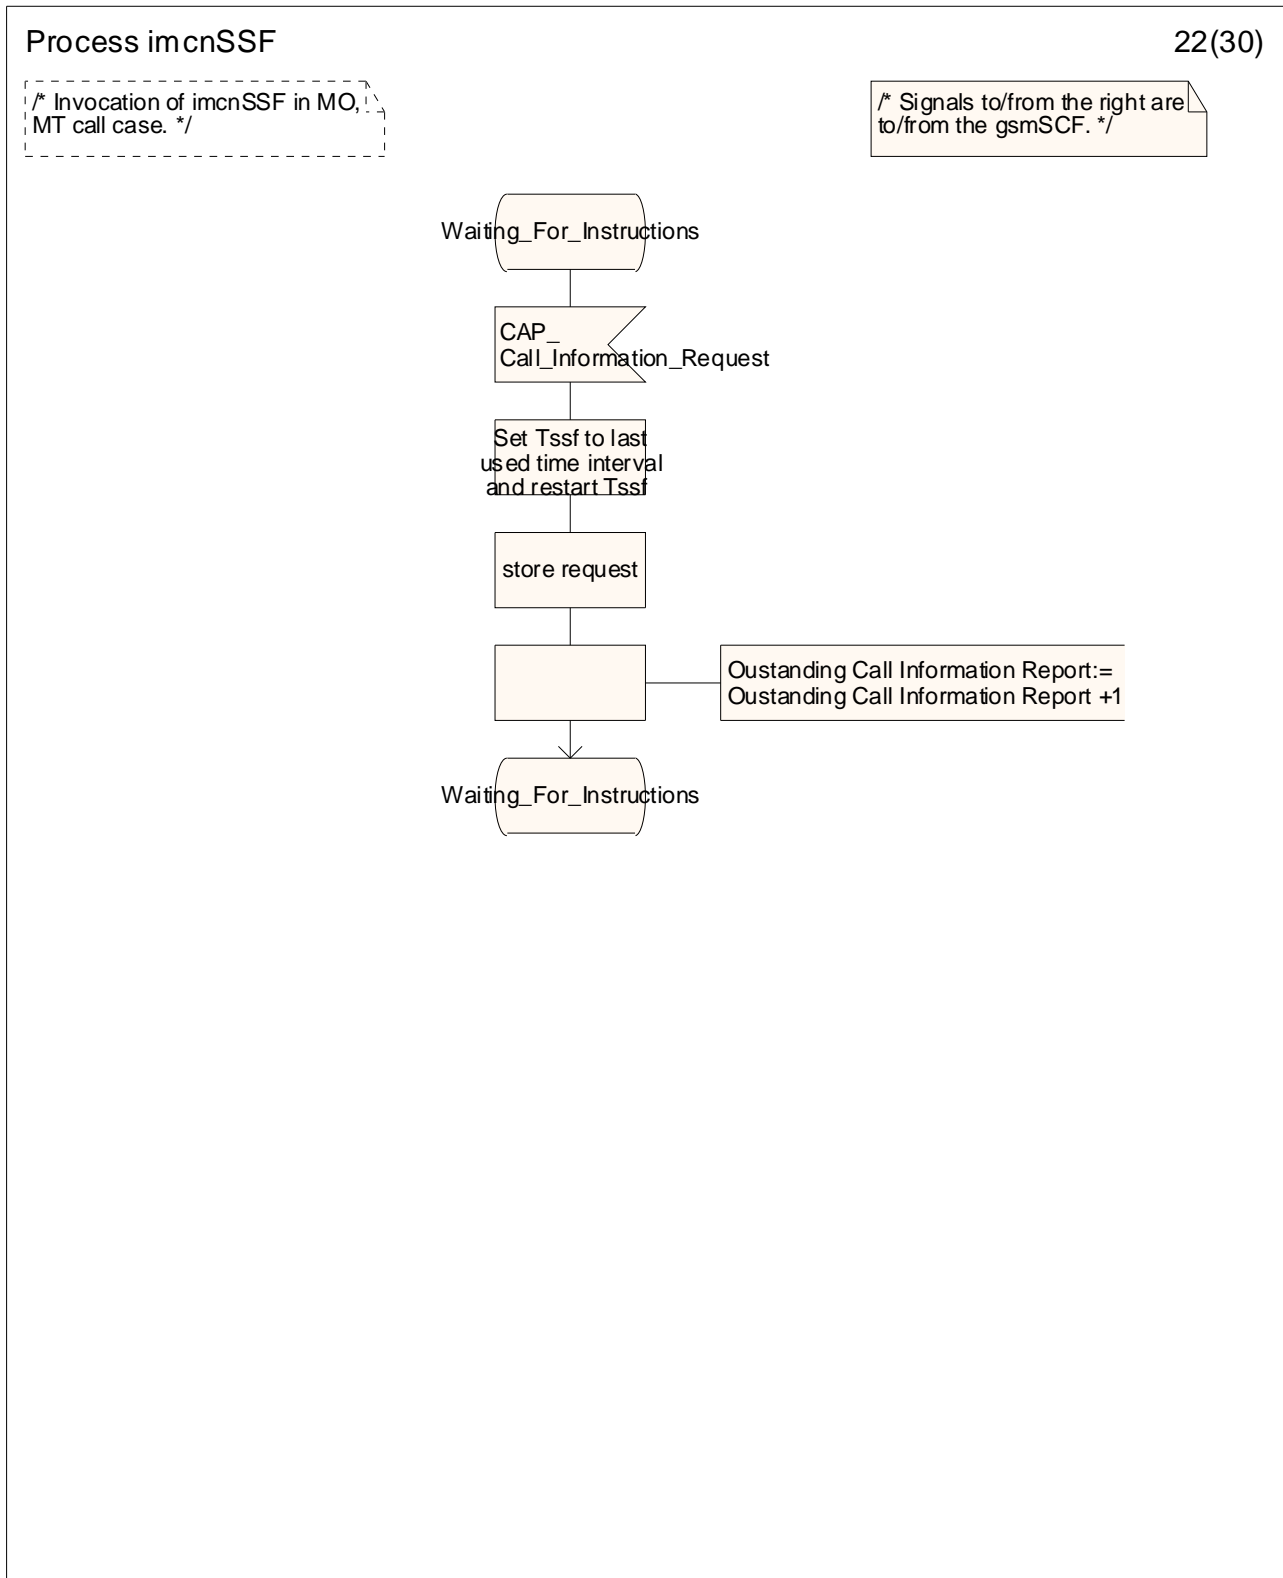 Process imcnSSF
22(30)
/* Invocation of imcnSSF in MO,
MT call case. */
/* Signals to/from the right are
to/from the gsmSCF. */
Waiting_For_Instructions
CAP_
Call_Information_Request
Set Tssf to last
used time interval
and restart Tssf
store request
Oustanding Call Information Report:=
Oustanding Call Information Report +1
Waiting_For_Instructions